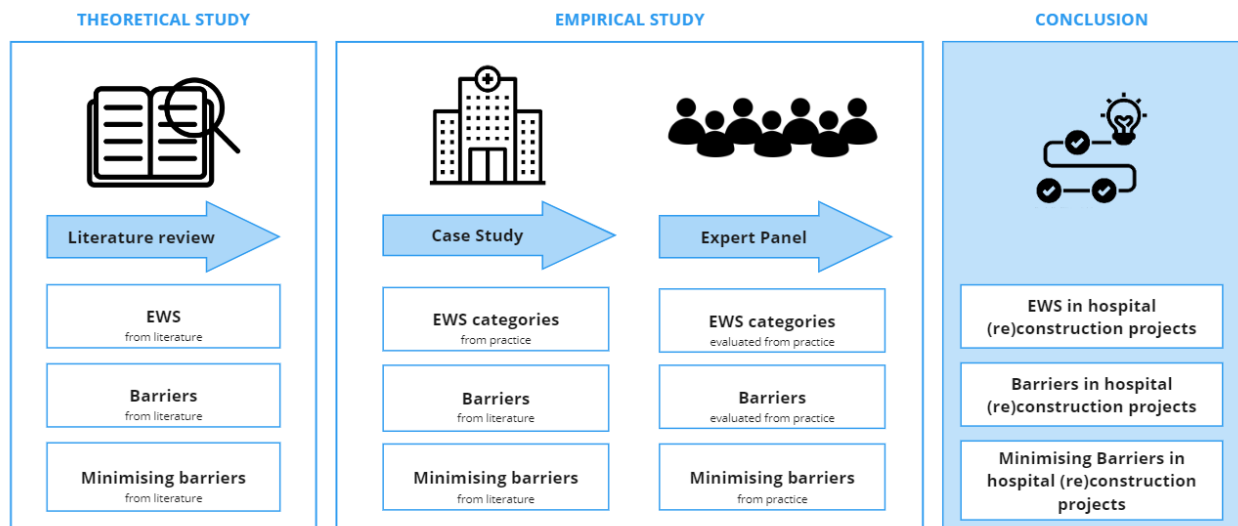 THEORETICAL STUDY
EMPIRICAL STUDY
CONCLUSION
Literature review
Case Study
Expert Panel
EWS
from literature
Barriers
from literature
Minimising barriers
from literature
EWS categories
from practice
Barriers
from literature
Minimising barriers
from literature
EWS categories
evaluated from practice
Barriers
evaluated from practice
Minimising barriers
from practice
EWS in hospital
(re)construction projects
Barriers in hospital
(re)construction projects
Minimising Barriers in
hospital (re)construction
projects